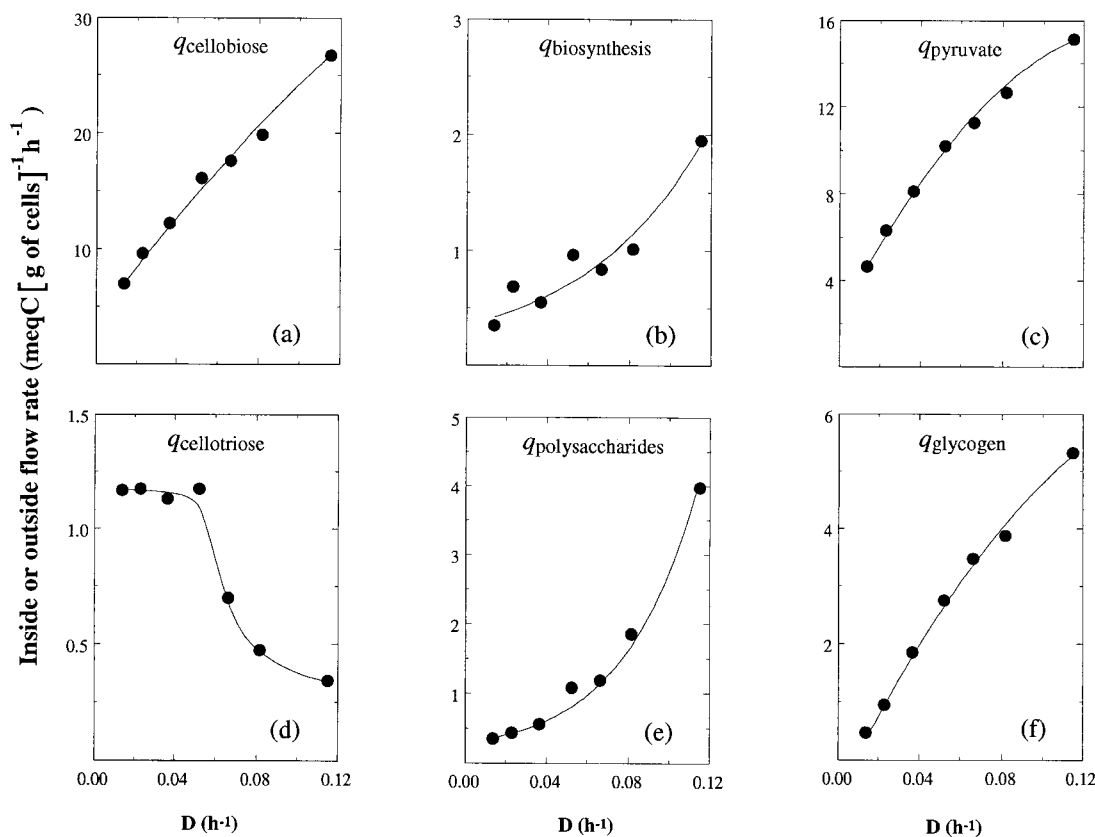 Inside or outside flow rate (meqC [ g of cells]⁻¹h⁻¹ )
30
20
10
qcellobiose
(a)
3
2
1
qbiosynthesis
(b)
16
12
8
4
qpyruvate
(c)
1.5
1.0
0.5
0.00 0.04 0.08 0.12
qcellotriose
(d)
D (h⁻¹)
5
4
3
2
1
0.00 0.04 0.08 0.12
qpolysaccharides
(e)
D (h⁻¹)
6
4
2
0.00 0.04 0.08 0.12
qglycogen
(f)
D (h⁻¹)